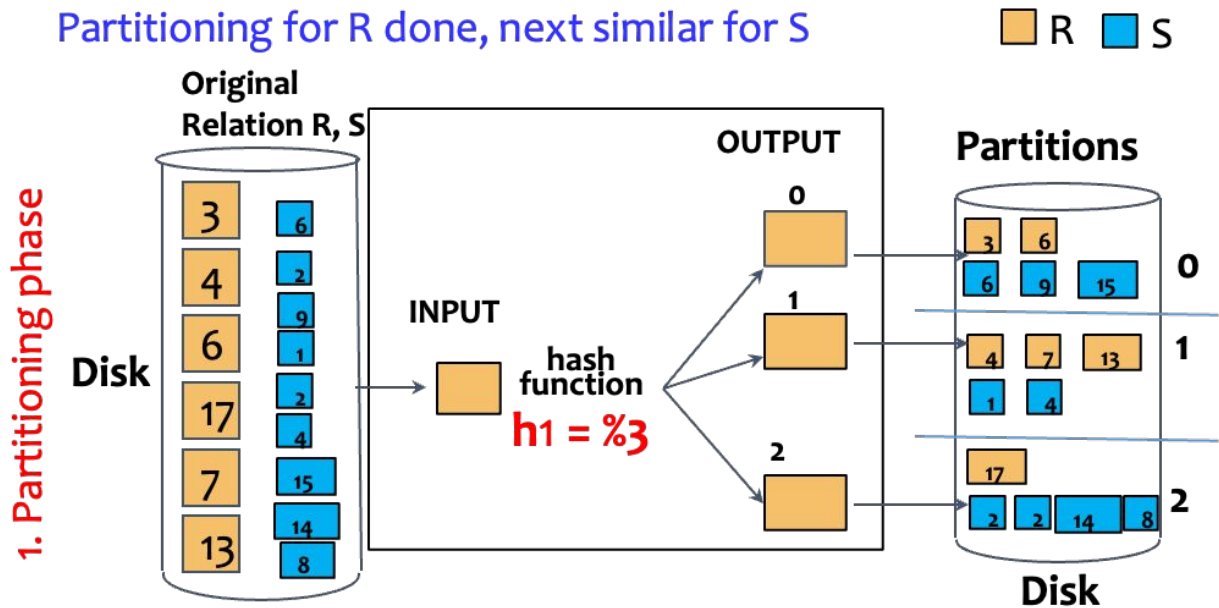 Partitioning for R done, next similar for S
R S
Original
Relation R, S
1. Partitioning phase
Disk
3
4
6
17
7
13
6
2
9
1
2
4
15
14
8
INPUT
hash
function
h1 = %3
OUTPUT
0
1
2
Partitions
3 6
6 9 15
0
4 7 13
1 4
1
17
2 2 14 8
2
Disk